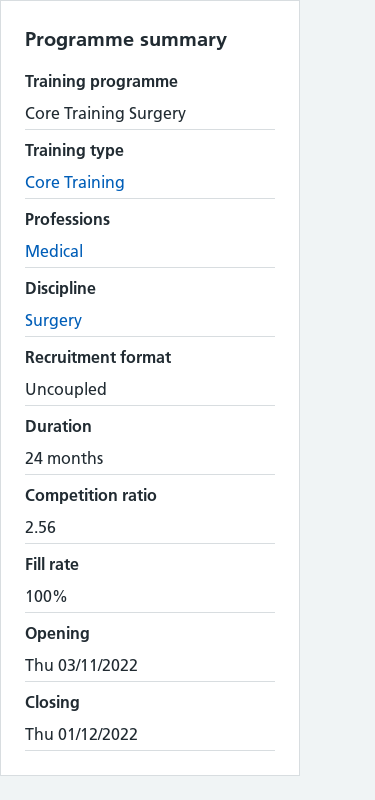 Programme summary
Training programme
Core Training Surgery
Training type
Core Training
Professions
Medical
Discipline
Surgery
Recruitment format
Uncoupled
Duration
24 months
Competition ratio
2.56
Fill rate
100%
Opening
Thu 03/11/2022
Closing
Thu 01/12/2022